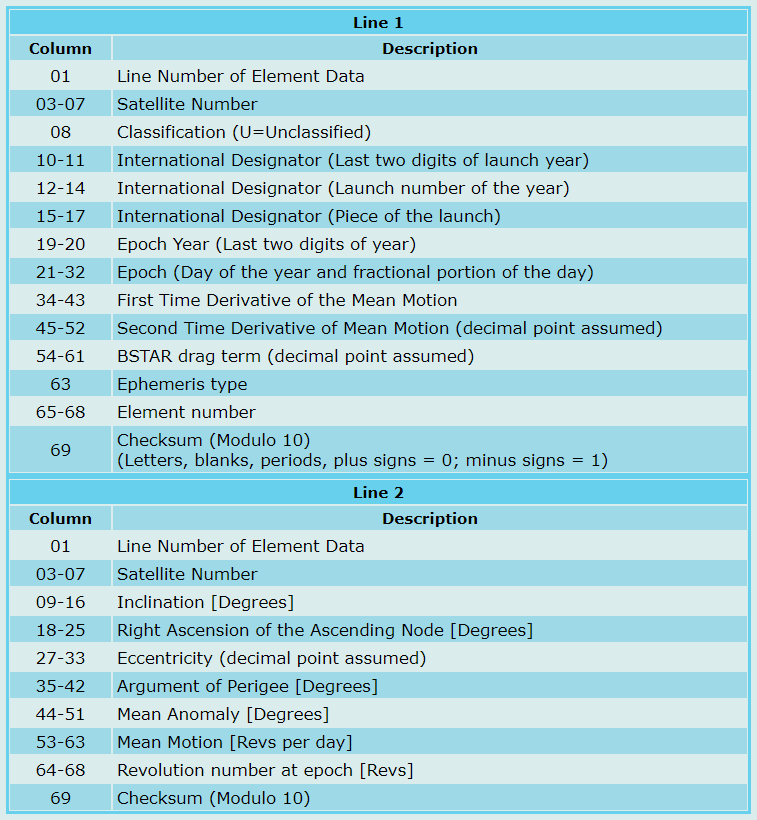 Line 1
Column Description
01 Line Number of Element Data
03-07 Satellite Number
08 Classification (U=Unclassified)
10-11 International Designator (Last two digits of launch year)
12-14 International Designator (Launch number of the year)
15-17 International Designator (Piece of the launch)
19-20 Epoch Year (Last two digits of year)
21-32 Epoch (Day of the year and fractional portion of the day)
34-43 First Time Derivative of the Mean Motion
45-52 Second Time Derivative of Mean Motion (decimal point assumed)
54-61 BSTAR drag term (decimal point assumed)
63 Ephemeris type
65-68 Element number
69 Checksum (Modulo 10)
(Letters, blanks, periods, plus signs = 0; minus signs = 1)
Line 2
Column Description
01 Line Number of Element Data
03-07 Satellite Number
09-16 Inclination [Degrees]
18-25 Right Ascension of the Ascending Node [Degrees]
27-33 Eccentricity (decimal point assumed)
35-42 Argument of Perigee [Degrees]
44-51 Mean Anomaly [Degrees]
53-63 Mean Motion [Revs per day]
64-68 Revolution number at epoch [Revs]
69 Checksum (Modulo 10)